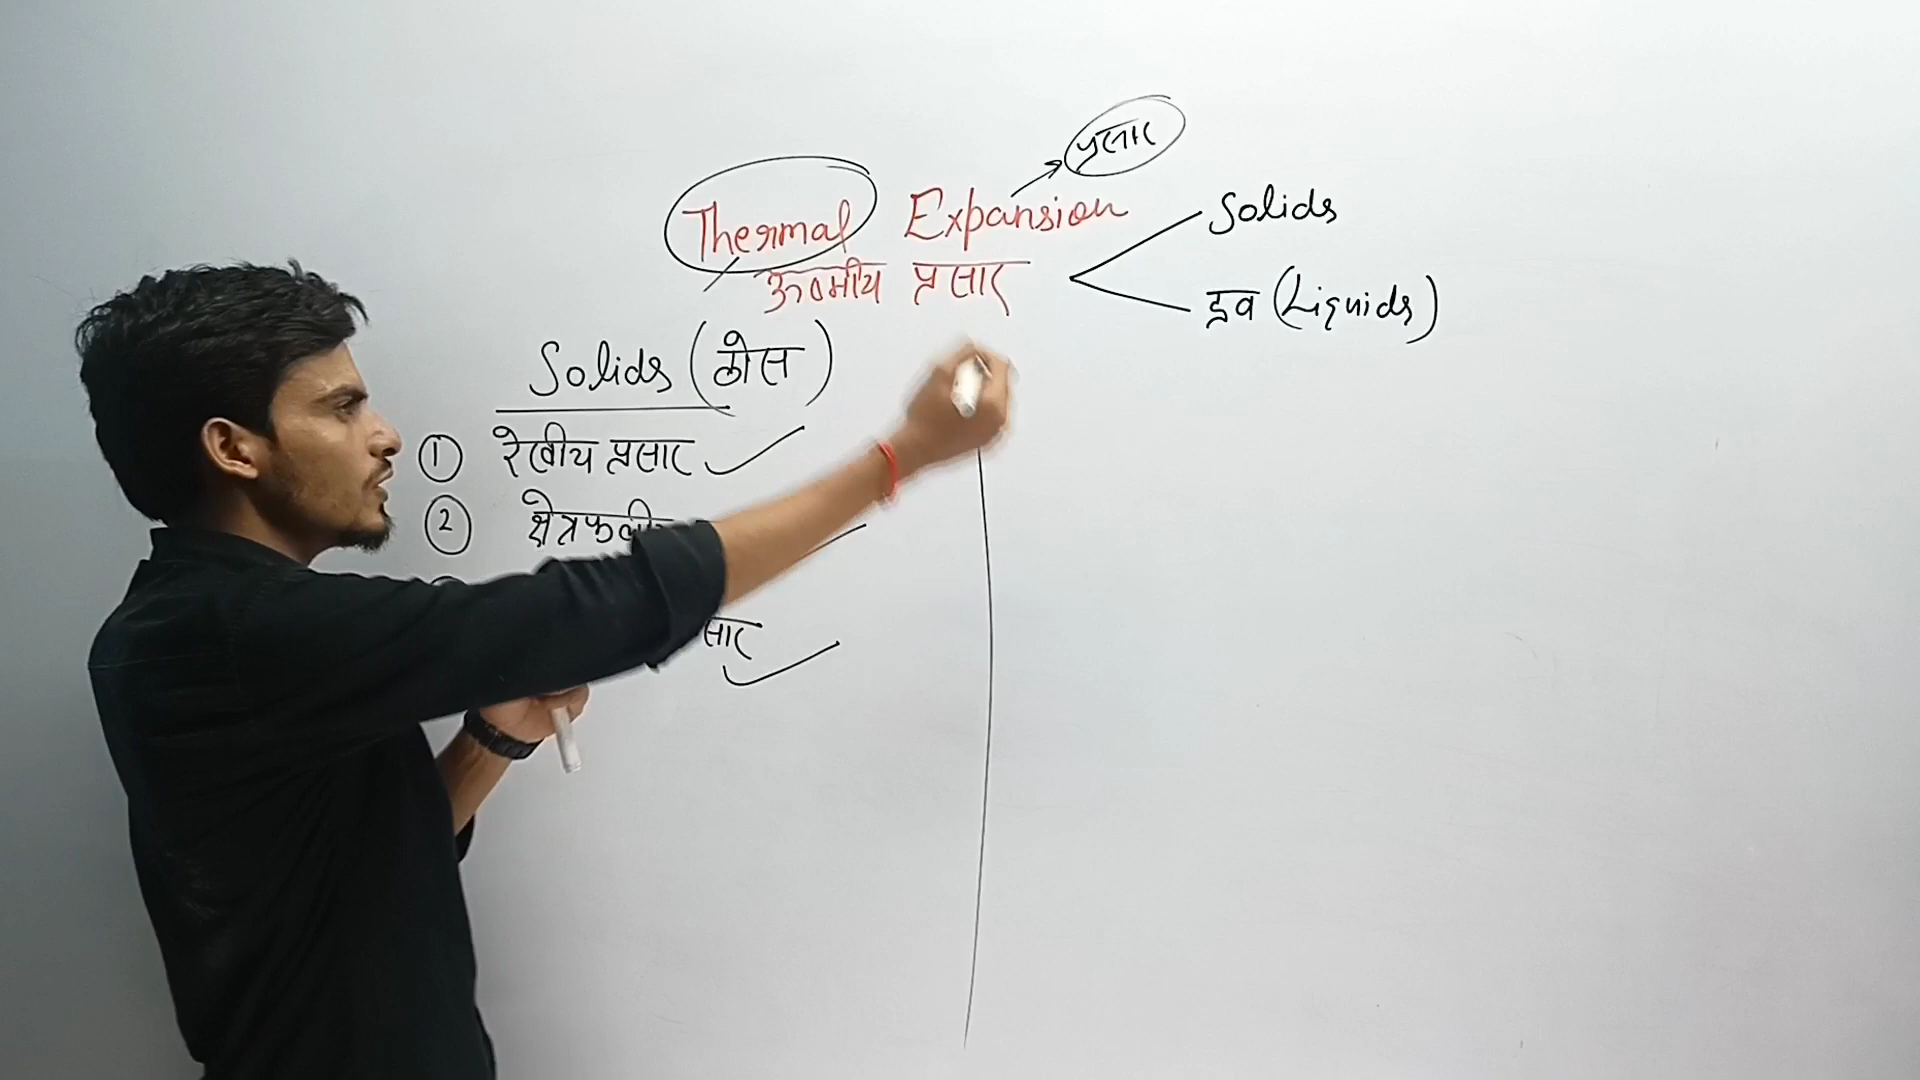 प्रसार
Thermal Expansion
ऊष्मीय प्रसार
Solids
द्रव (Liquids)
Solids (ठोस)
① रेखीय प्रसार
②